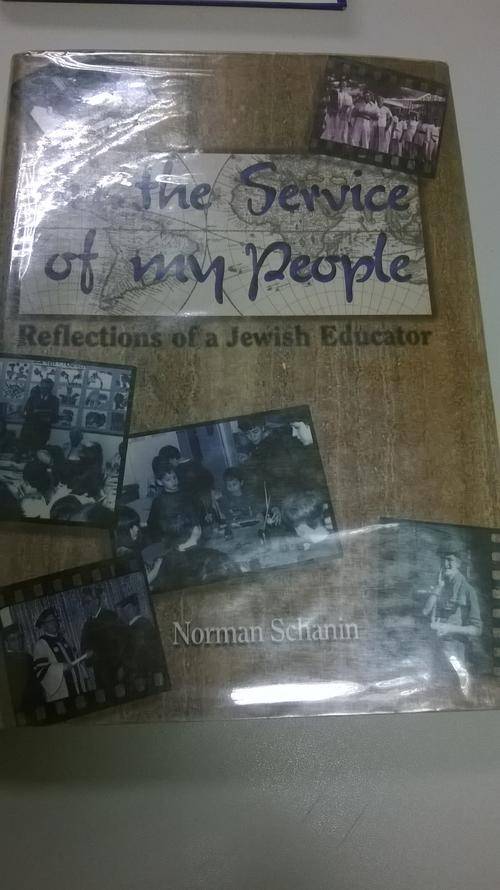 the Service
of my People
Reflections of a Jewish Educator
Norman Schanin